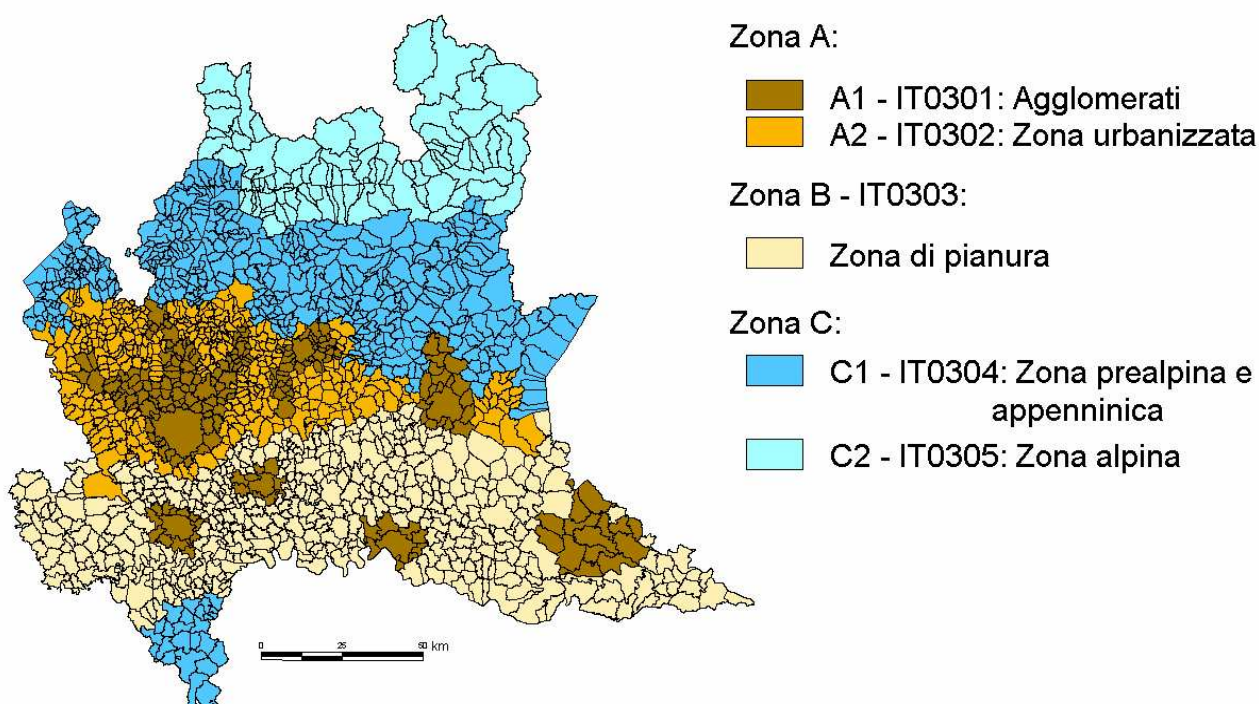 Zona A:
A1 - IT0301: Agglomerati
A2 - IT0302: Zona urbanizzata
Zona B - IT0303:
Zona di pianura
Zona C:
C1 - IT0304: Zona prealpina e
appenninica
C2 - IT0305: Zona alpina
0 25 50 km